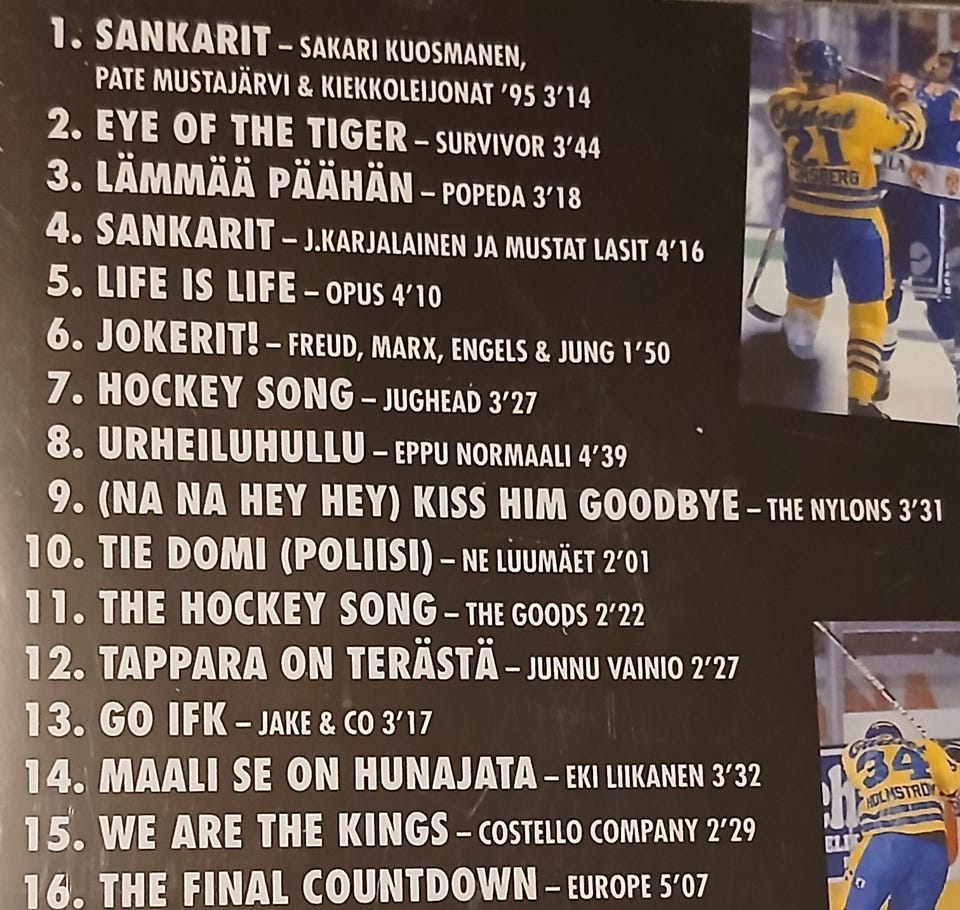 1. SANKARIT – SAKARI KUOSMANEN,
PATE MUSTAJÄRVI & KIEKKOLEIJONAT '95 3'14
2. EYE OF THE TIGER – SURVIVOR 3'44
3. LÄMMÄÄ PÄÄHÄN – POPEDA 3'18
4. SANKARIT – J.KARJALAINEN JA MUSTAT LASIT 4'16
5. LIFE IS LIFE – OPUS 4'10
6. JOKERIT! – FREUD, MARX, ENGELS & JUNG 1'50
7. HOCKEY SONG – JUGHEAD 3'27
8. URHEILUHULLU – EPPU NORMAALI 4'39
9. (NA NA HEY HEY) KISS HIM GOODBYE – THE NYLONS 3'31
10. TIE DOMI (POLIISI) – NE LUUMÄET 2'01
11. THE HOCKEY SONG – THE GOODS 2'22
12. TAPPARA ON TERÄSTÄ – JUNNU VAINIO 2'27
13. GO IFK – JAKE & CO 3'17
14. MAALI SE ON HUNAJATA – EKI LIIKANEN 3'32
15. WE ARE THE KINGS – COSTELLO COMPANY 2'29
16. THE FINAL COUNTDOWN – EUROPE 5'07
Oddset
21
34
HOLMSTRÖM